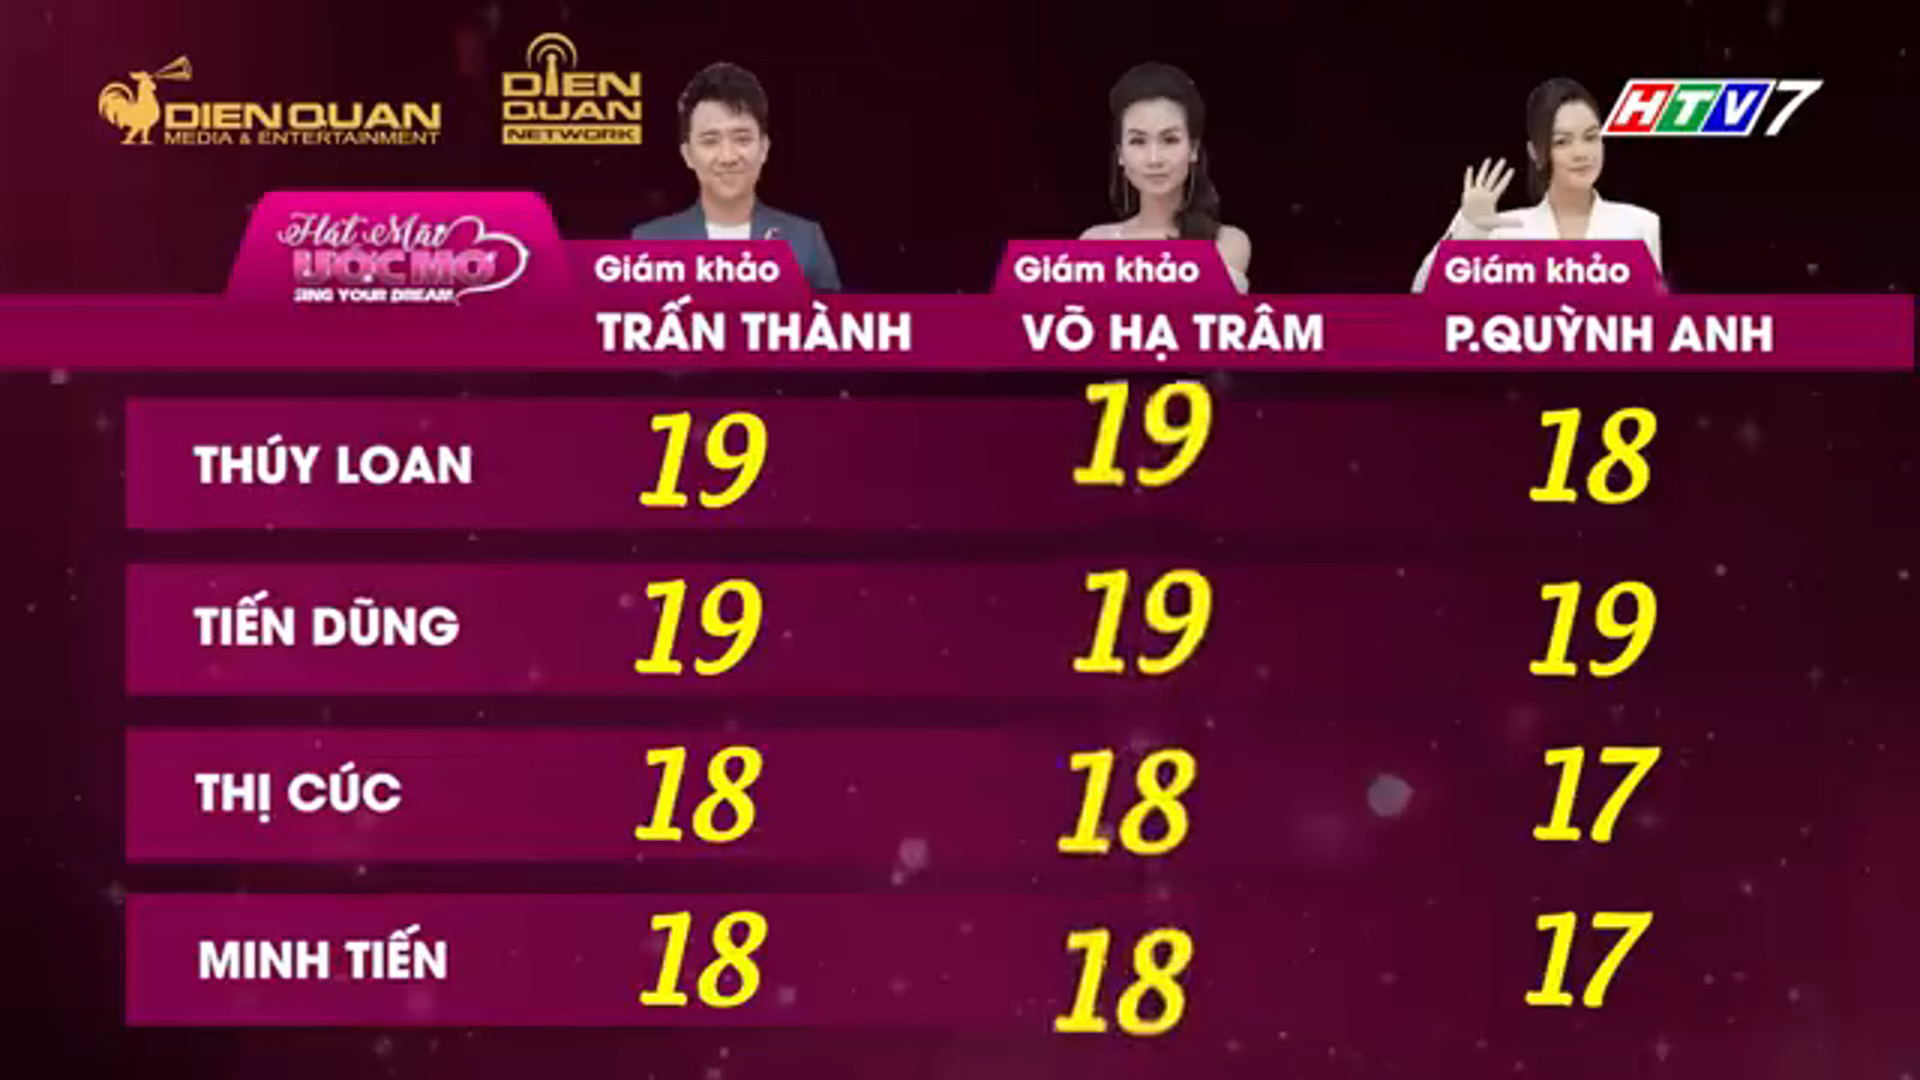 DIEN QUAN
MEDIA & ENTERTAINMENT
DIEN
QUAN
NETWORK
HTV7
Hát Mãi
ƯỚC MƠ
SING YOUR DREAM
Giám khảo
TRẤN THÀNH
Giám khảo
VÕ HẠ TRÂM
Giám khảo
P.QUỲNH ANH
THÚY LOAN 19 19 18
TIẾN DŨNG 19 19 19
THỊ CÚC 18 18 17
MINH TIẾN 18 18 17